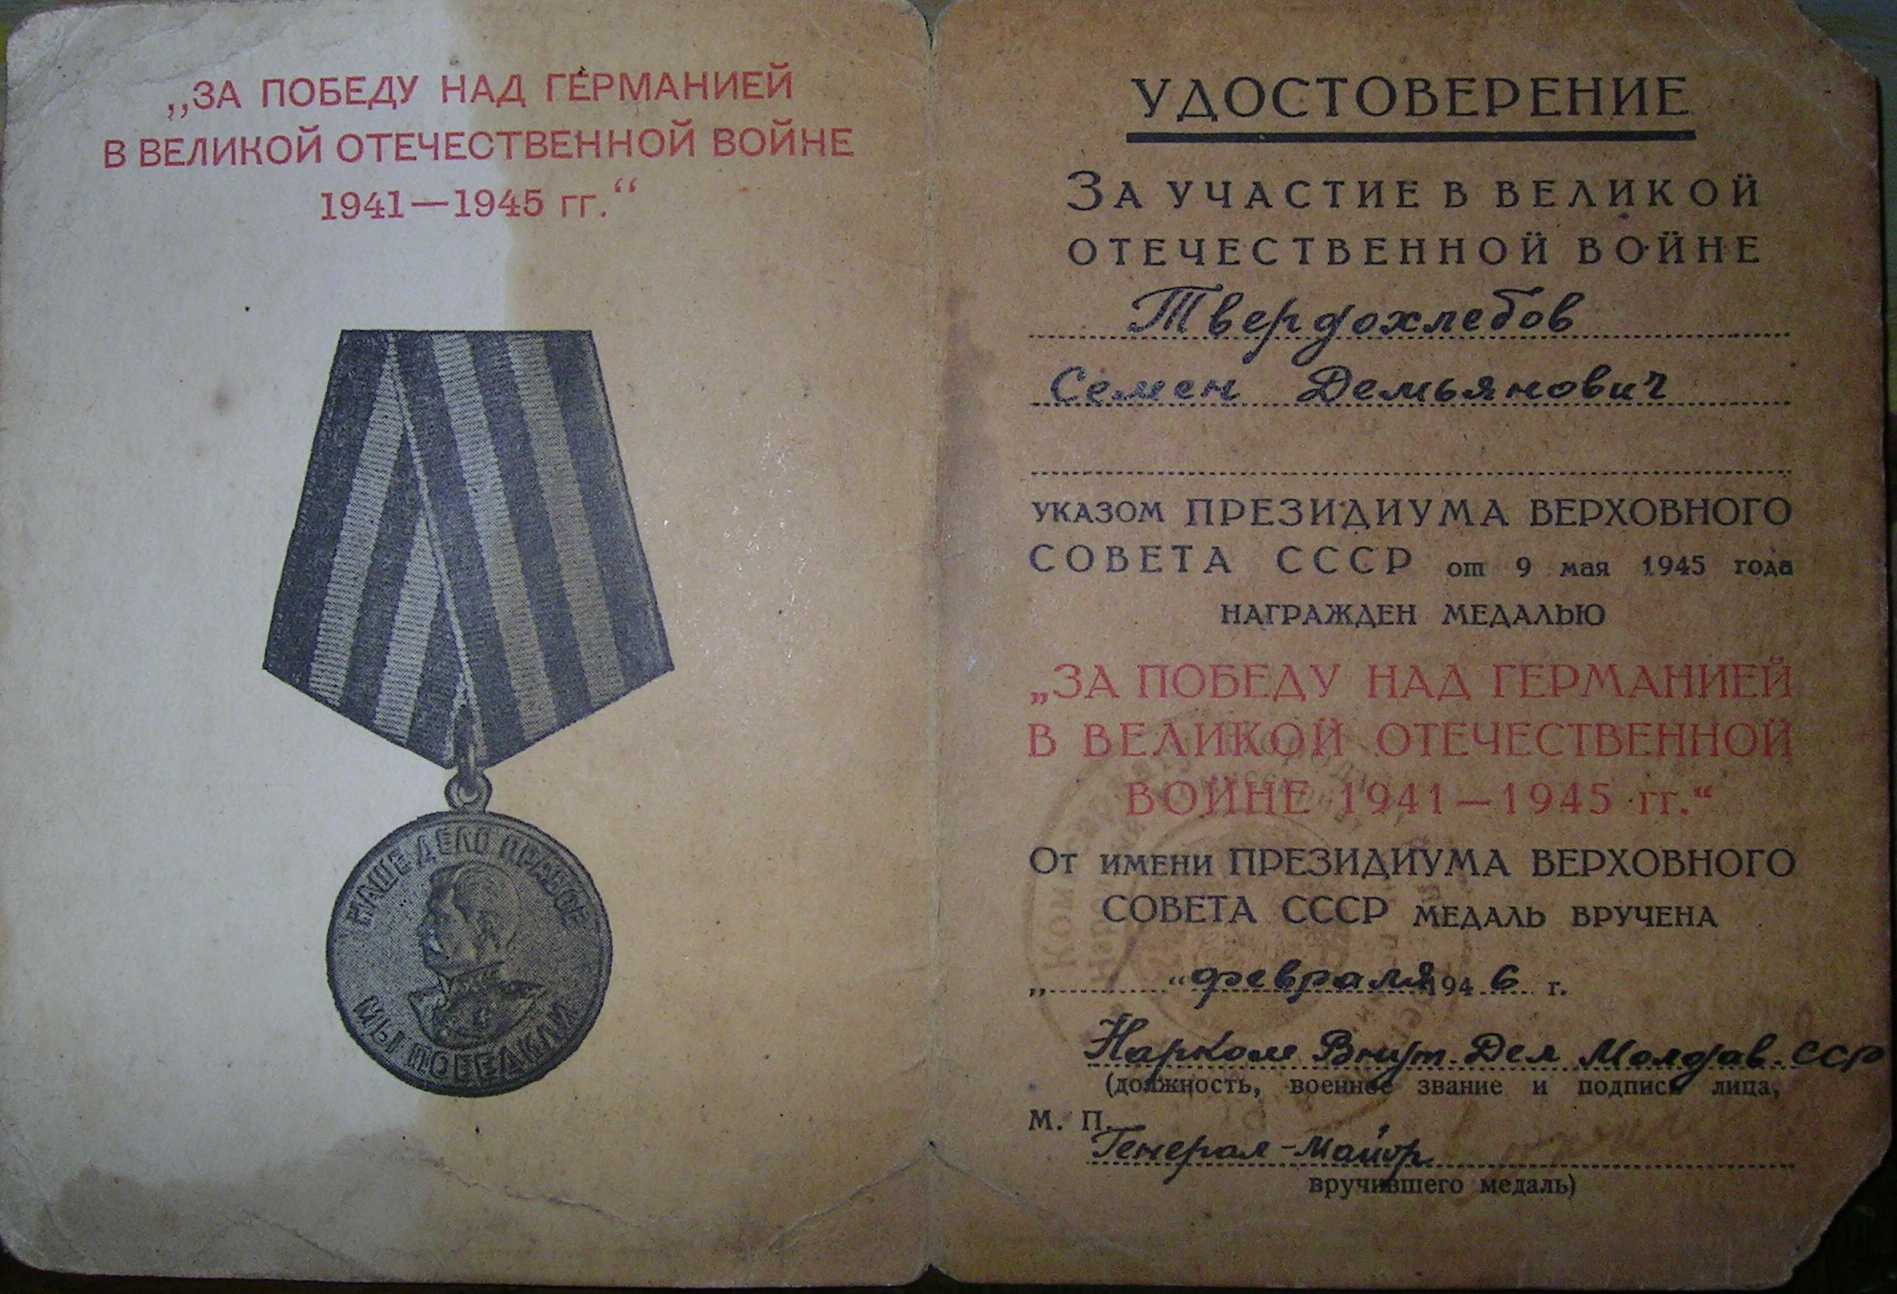 „ЗА ПОБЕДУ НАД ГЕРМАНИЕЙ
В ВЕЛИКОЙ ОТЕЧЕСТВЕННОЙ ВОЙНЕ
1941—1945 гг.“
НАШЕ ДЕЛО ПРАВОЕ
МЫ ПОБЕДИЛИ
УДОСТОВЕРЕНИЕ
ЗА УЧАСТИЕ В ВЕЛИКОЙ
ОТЕЧЕСТВЕННОЙ ВОЙНЕ
Твердохлебов
Семен Демьянович
УКАЗОМ ПРЕЗИДИУМА ВЕРХОВНОГО
СОВЕТА СССР от 9 мая 1945 года
НАГРАЖДЕН МЕДАЛЬЮ
„ЗА ПОБЕДУ НАД ГЕРМАНИЕЙ
В ВЕЛИКОЙ ОТЕЧЕСТВЕННОЙ
ВОЙНЕ 1941—1945 гг.“
ОТ ИМЕНИ ПРЕЗИДИУМА ВЕРХОВНОГО
СОВЕТА СССР МЕДАЛЬ ВРУЧЕНА
„ “ февраля 1946 г.
Нарком Внут. Дел Молдав. ССР
(должность, военное звание и подпись лица,
М. П.
Генерал-майор
вручившего медаль)